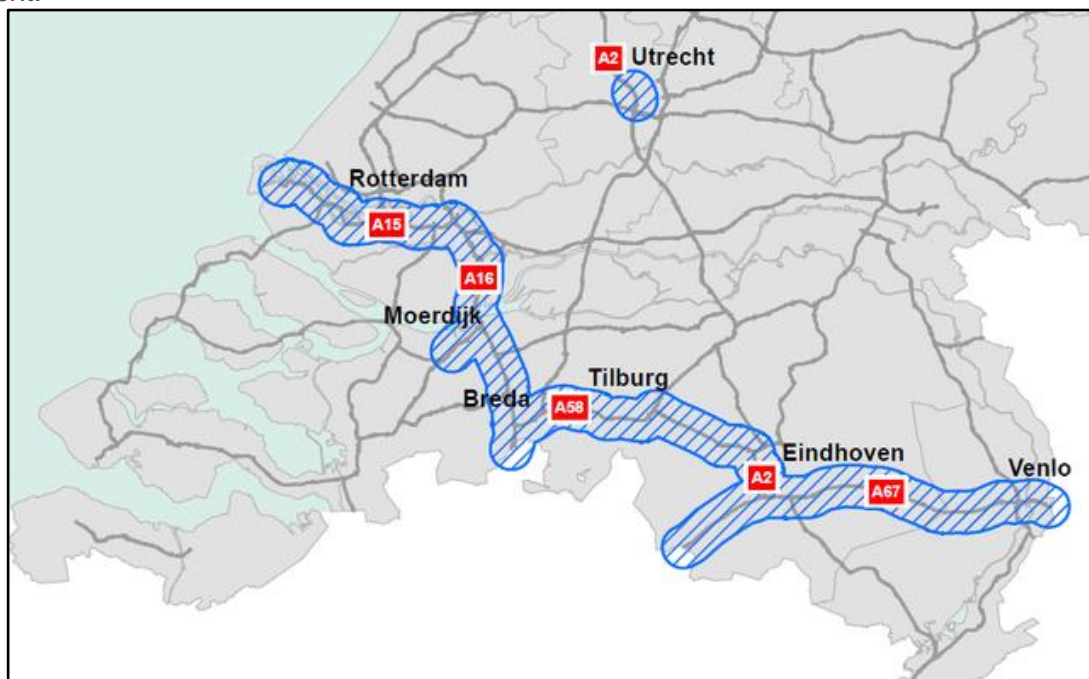 A2
Utrecht
Rotterdam
A15
A16
Moerdijk
Tilburg
Breda
A58
Eindhoven
A2
A67
Venlo